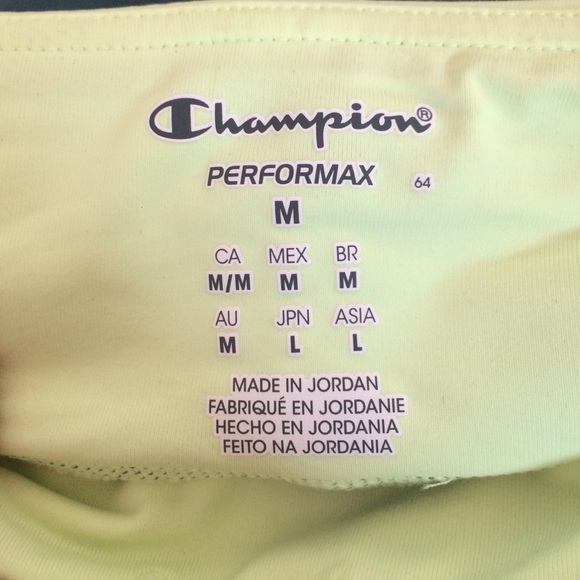 Champion®
PERFORMAX 64
M
CA MEX BR
M/M M M
AU JPN ASIA
M L L
MADE IN JORDAN
FABRIQUÉ EN JORDANIE
HECHO EN JORDANIA
FEITO NA JORDANIA